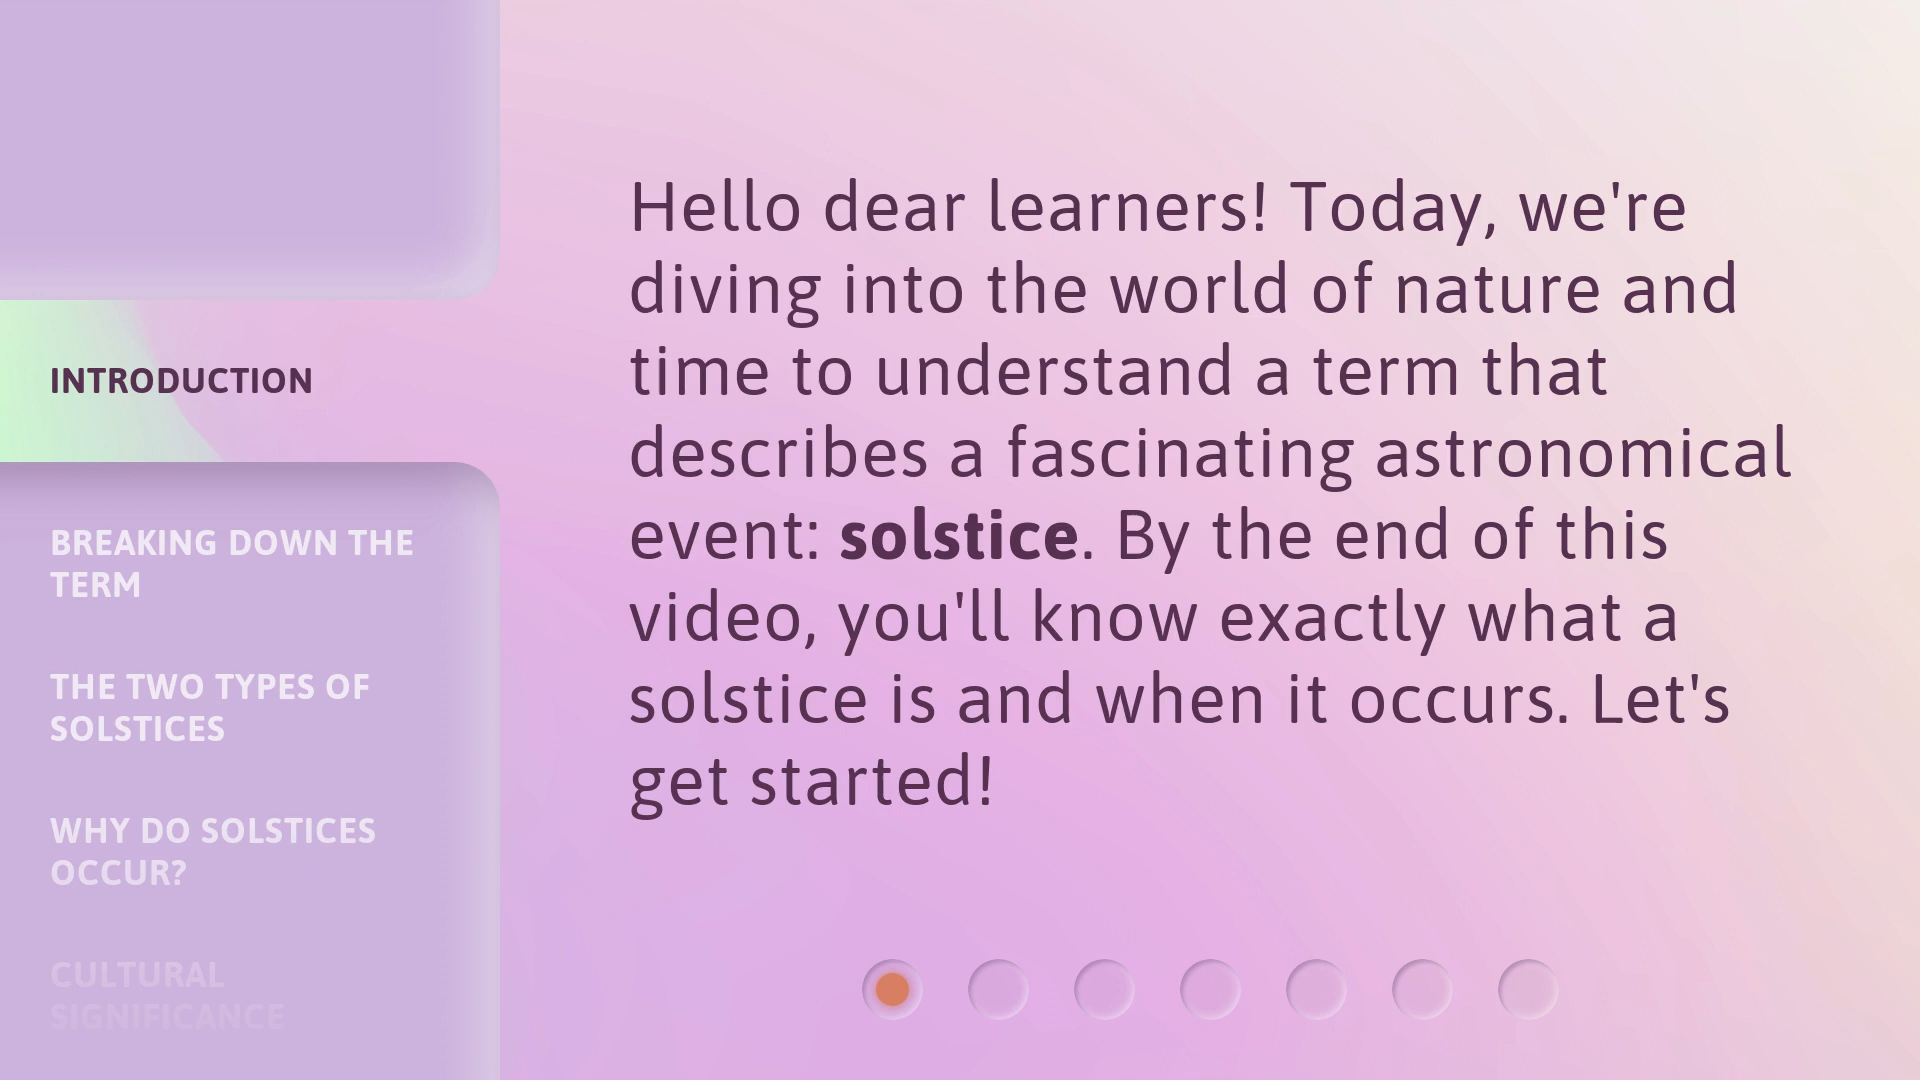 INTRODUCTION
BREAKING DOWN THE
TERM
THE TWO TYPES OF
SOLSTICES
WHY DO SOLSTICES
OCCUR?
CULTURAL
SIGNIFICANCE
Hello dear learners! Today, we're
diving into the world of nature and
time to understand a term that
describes a fascinating astronomical
event: solstice. By the end of this
video, you'll know exactly what a
solstice is and when it occurs. Let's
get started!